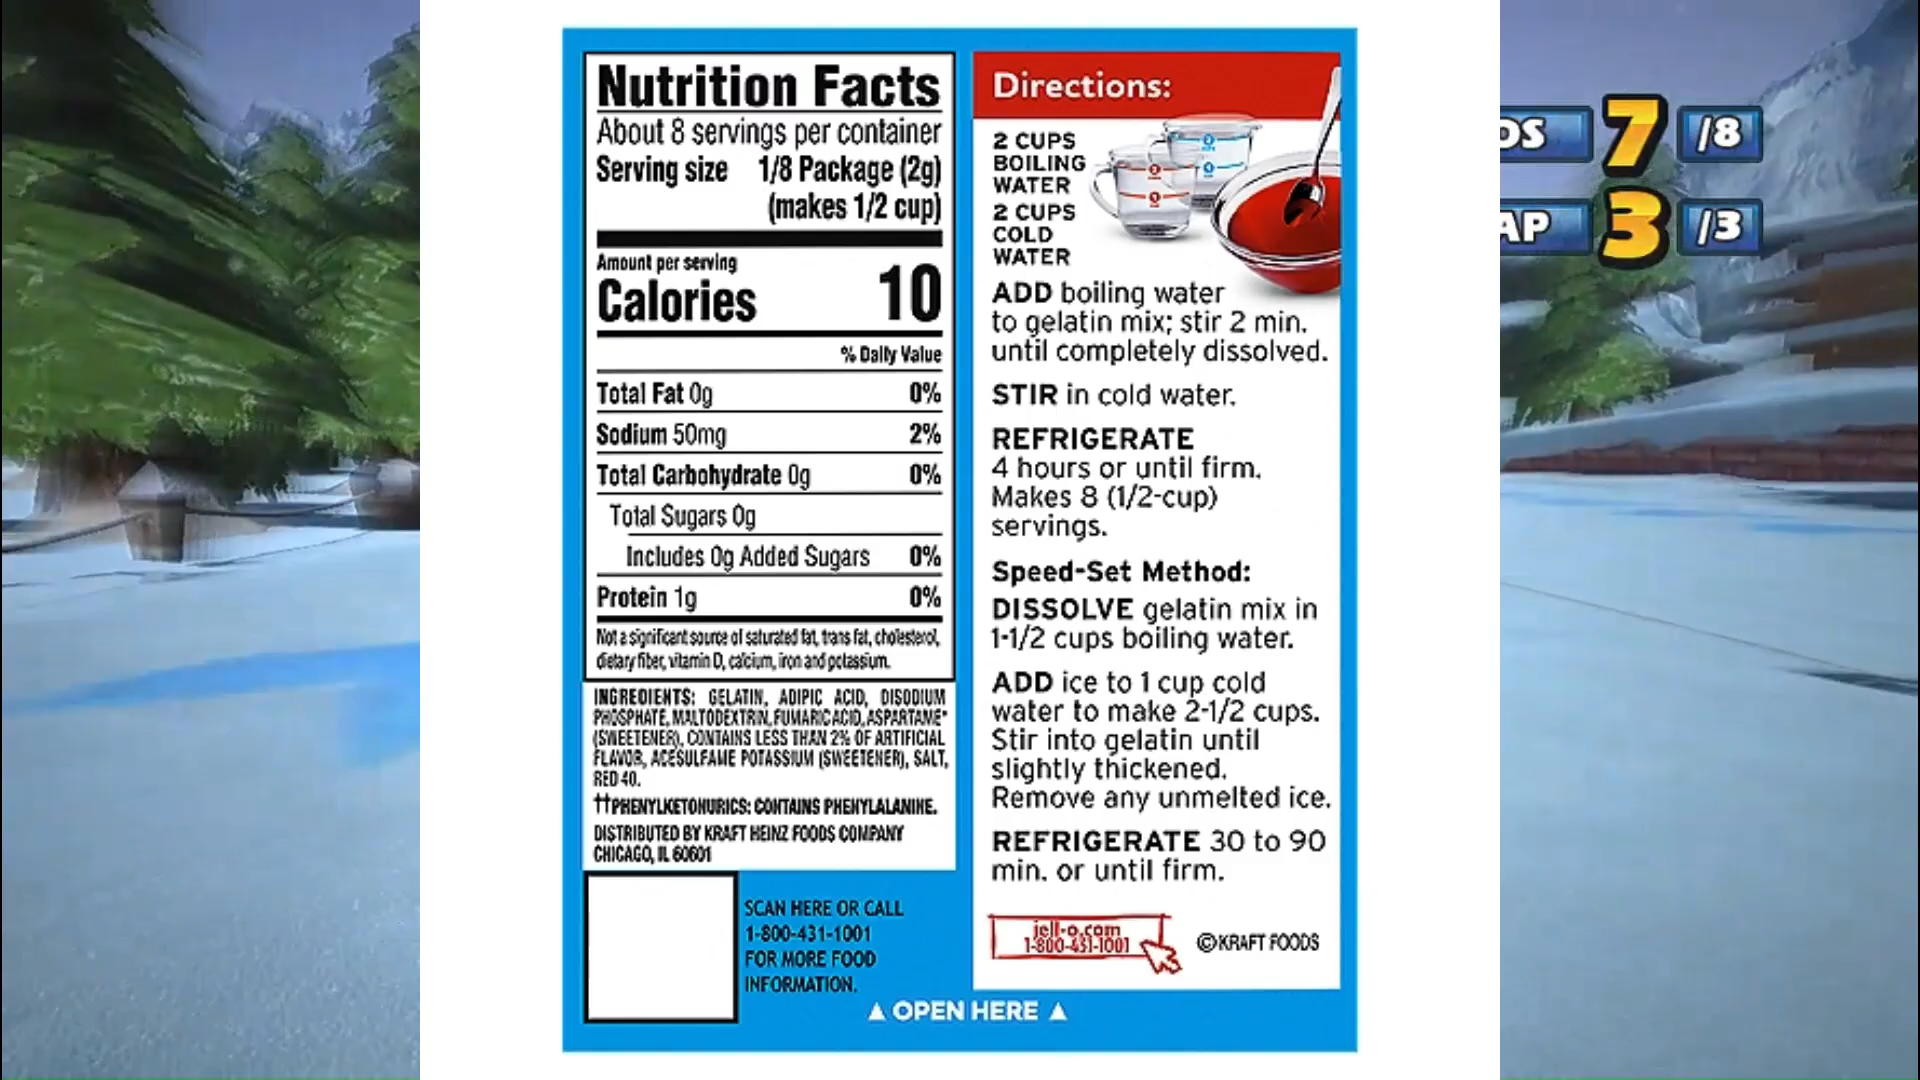 Nutrition Facts
About 8 servings per container
Serving size 1/8 Package (2g)
(makes 1/2 cup)
Amount per serving
Calories 10
% Daily Value
Total Fat 0g 0%
Sodium 50mg 2%
Total Carbohydrate 0g 0%
Total Sugars 0g
Includes 0g Added Sugars 0%
Protein 1g 0%
Not a significant source of saturated fat, trans fat, cholesterol,
dietary fiber, vitamin D, calcium, iron and potassium.
INGREDIENTS: GELATIN, ADIPIC ACID, DISODIUM
PHOSPHATE, MALTODEXTRIN, FUMARIC ACID, ASPARTAME*
(SWEETENER), CONTAINS LESS THAN 2% OF ARTIFICIAL
FLAVOR, ACESULFAME POTASSIUM (SWEETENER), SALT,
RED 40.
††PHENYLKETONURICS: CONTAINS PHENYLALANINE.
DISTRIBUTED BY KRAFT HEINZ FOODS COMPANY
CHICAGO, IL 60601
SCAN HERE OR CALL
1-800-431-1001
FOR MORE FOOD
INFORMATION.
Directions:
2 CUPS
BOILING
WATER
2 CUPS
COLD
WATER
ADD boiling water
to gelatin mix; stir 2 min.
until completely dissolved.
STIR in cold water.
REFRIGERATE
4 hours or until firm.
Makes 8 (1/2-cup)
servings.
Speed-Set Method:
DISSOLVE gelatin mix in
1-1/2 cups boiling water.
ADD ice to 1 cup cold
water to make 2-1/2 cups.
Stir into gelatin until
slightly thickened.
Remove any unmelted ice.
REFRIGERATE 30 to 90
min. or until firm.
jell-o.com
1-800-431-1001
©KRAFT FOODS
▲ OPEN HERE ▲
OS 7 /8
AP 3 /3